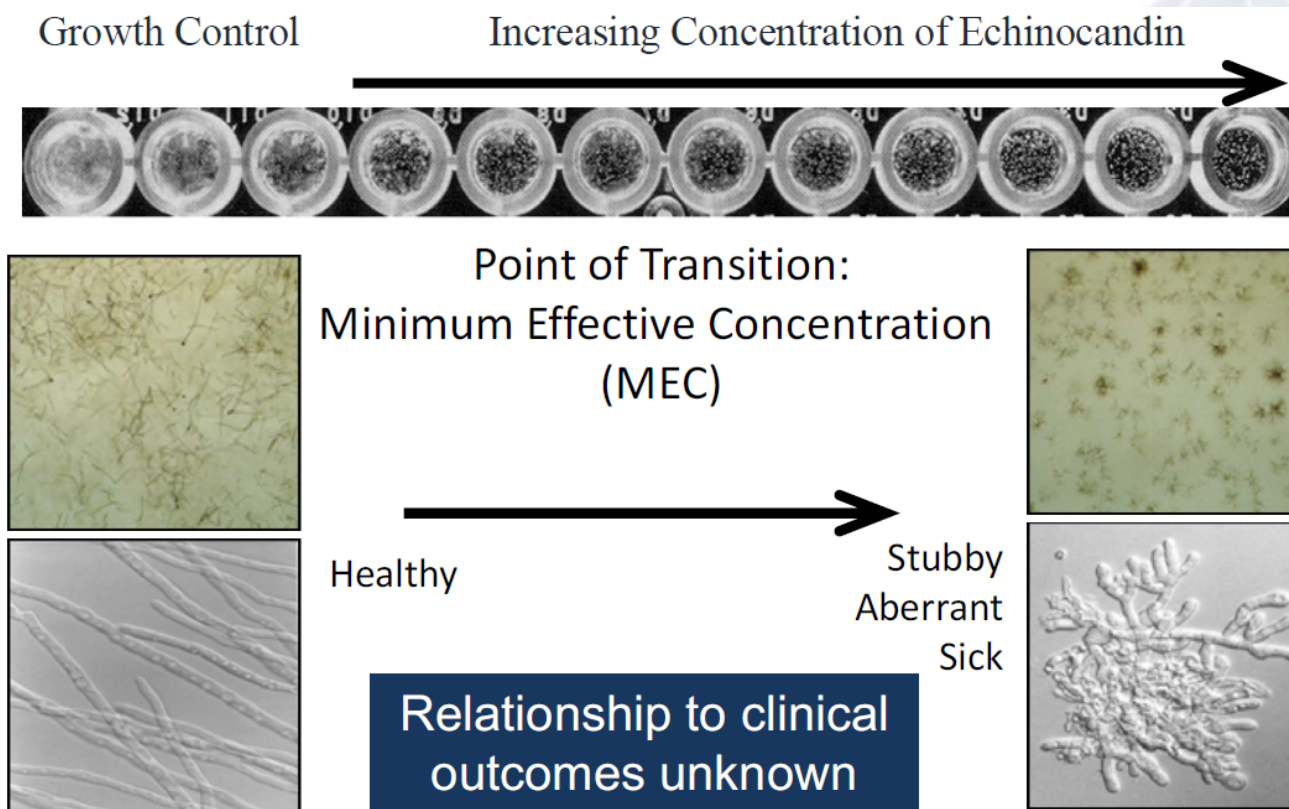 Growth Control
Increasing Concentration of Echinocandin
Point of Transition:
Minimum Effective Concentration
(MEC)
Healthy
Stubby
Aberrant
Sick
Relationship to clinical
outcomes unknown